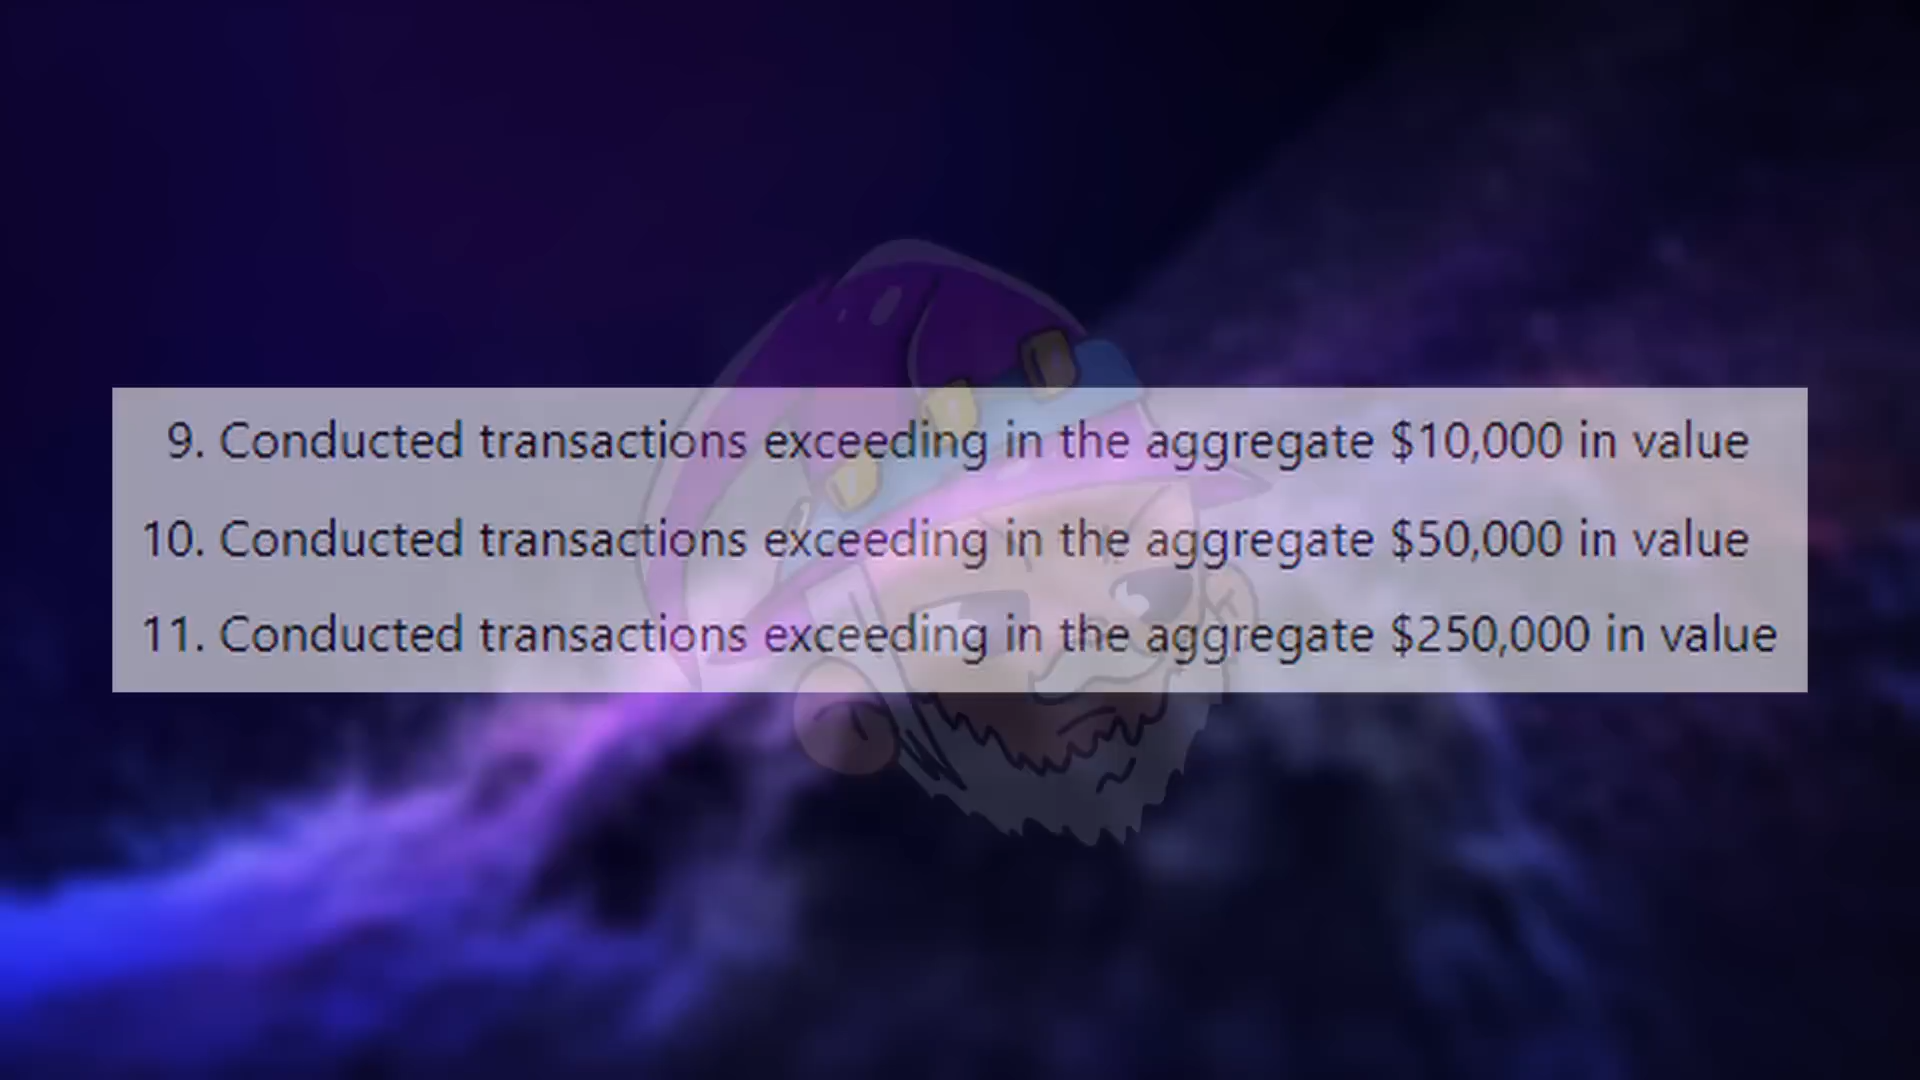 9. Conducted transactions exceeding in the aggregate $10,000 in value
10. Conducted transactions exceeding in the aggregate $50,000 in value
11. Conducted transactions exceeding in the aggregate $250,000 in value